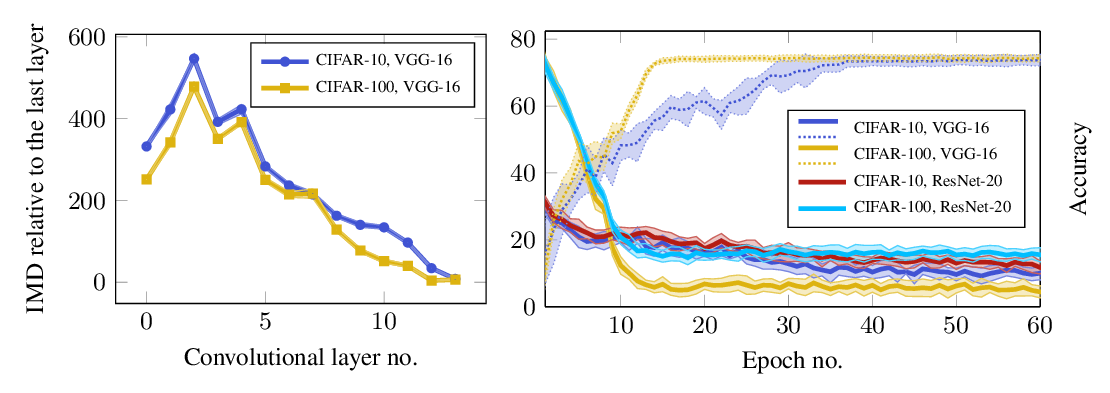 IMD relative to the last layer
600
400
200
0
0
5
10
Convolutional layer no.
CIFAR-10, VGG-16
CIFAR-100, VGG-16
80
60
40
20
0
10
20
30
40
50
60
Epoch no.
CIFAR-10, VGG-16
CIFAR-100, VGG-16
CIFAR-10, ResNet-20
CIFAR-100, ResNet-20
Accuracy